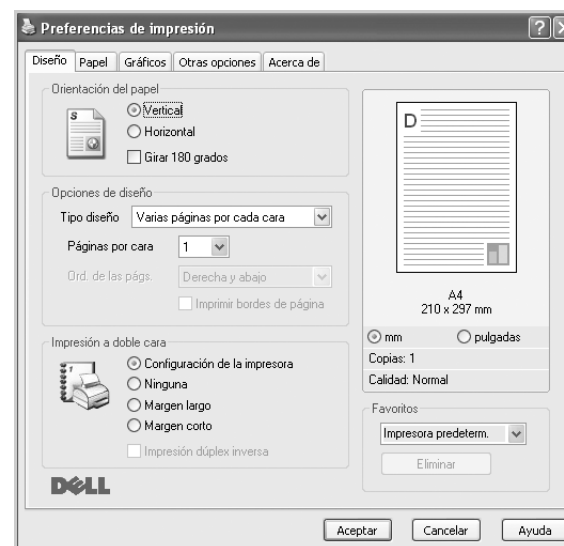 Preferencias de impresión
Diseño Papel Gráficos Otras opciones Acerca de
Orientación del papel
S
Vertical
Horizontal
Girar 180 grados
Opciones de diseño
Tipo diseño Varias páginas por cada cara
Páginas por cara 1
Ord. de las págs. Derecha y abajo
Imprimir bordes de página
Impresión a doble cara
Configuración de la impresora
Ninguna
Margen largo
Margen corto
Impresión dúplex inversa
DELL
D
A4
210 x 297 mm
mm pulgadas
Copias: 1
Calidad: Normal
Favoritos
Impresora predeterm.
Eliminar
Aceptar Cancelar Ayuda